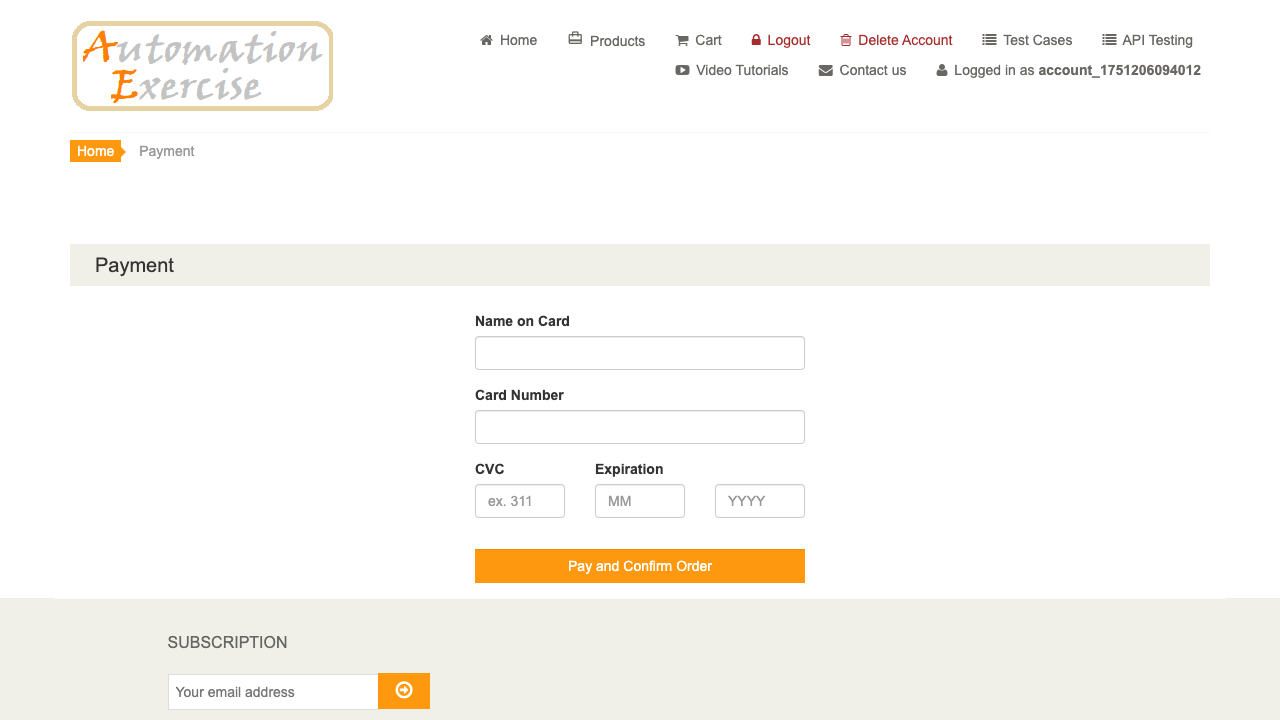 Automation
Exercise
Home
Products
Cart
Logout
Delete Account
Test Cases
API Testing
Video Tutorials
Contact us
Logged in as account_1751206094012
Home
Payment
Payment
Name on Card
Card Number
CVC
Expiration
ex. 311
MM
YYYY
Pay and Confirm Order
SUBSCRIPTION
Your email address